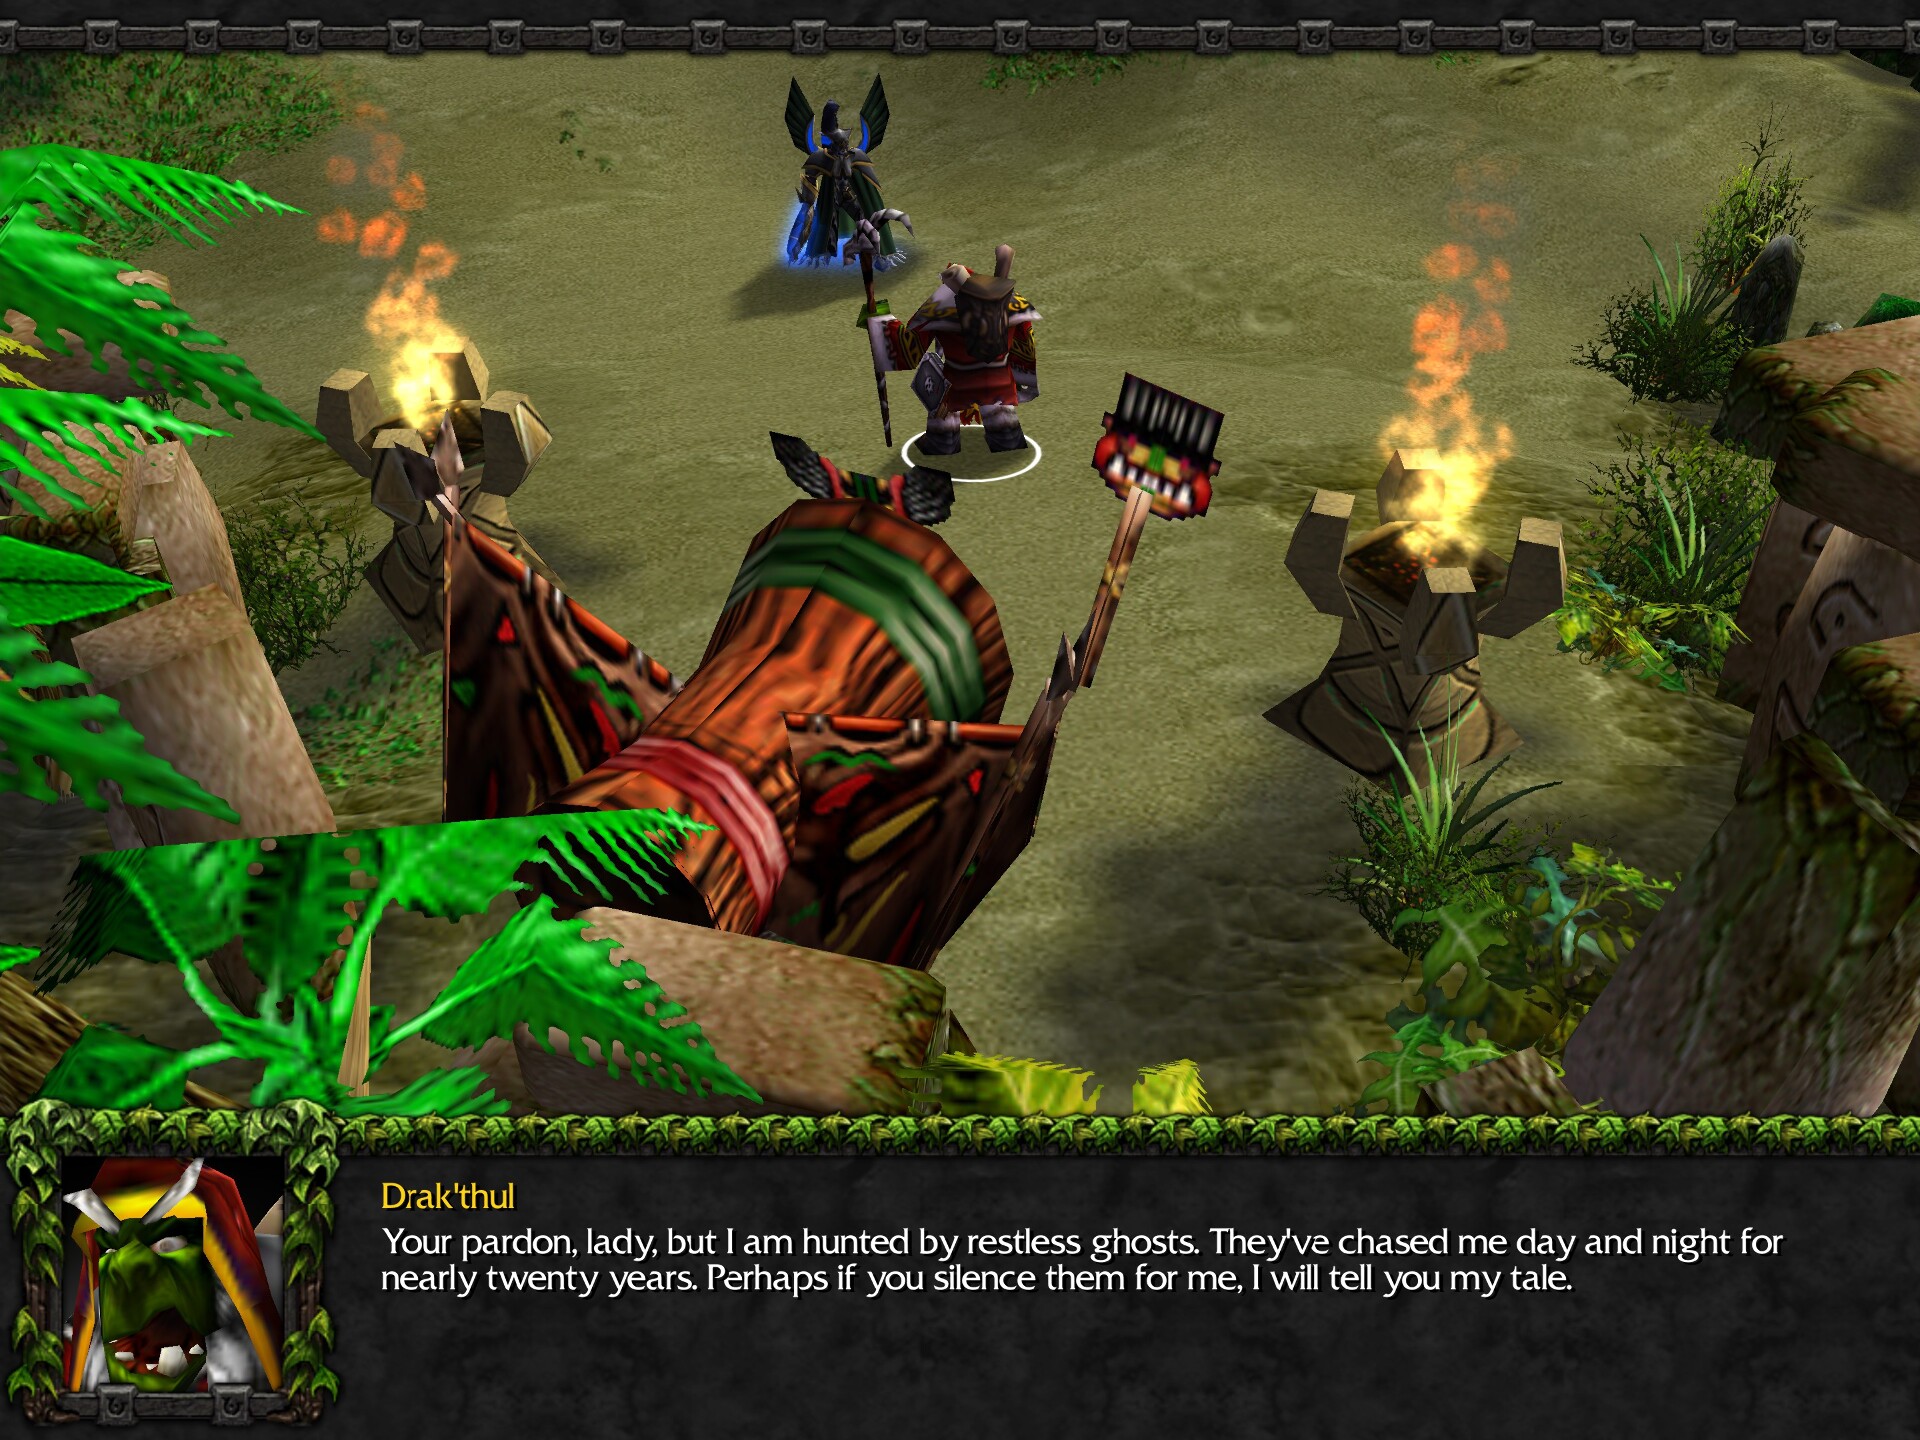 Drak'thul
Your pardon, lady, but I am hunted by restless ghosts. They've chased me day and night for
nearly twenty years. Perhaps if you silence them for me, I will tell you my tale.